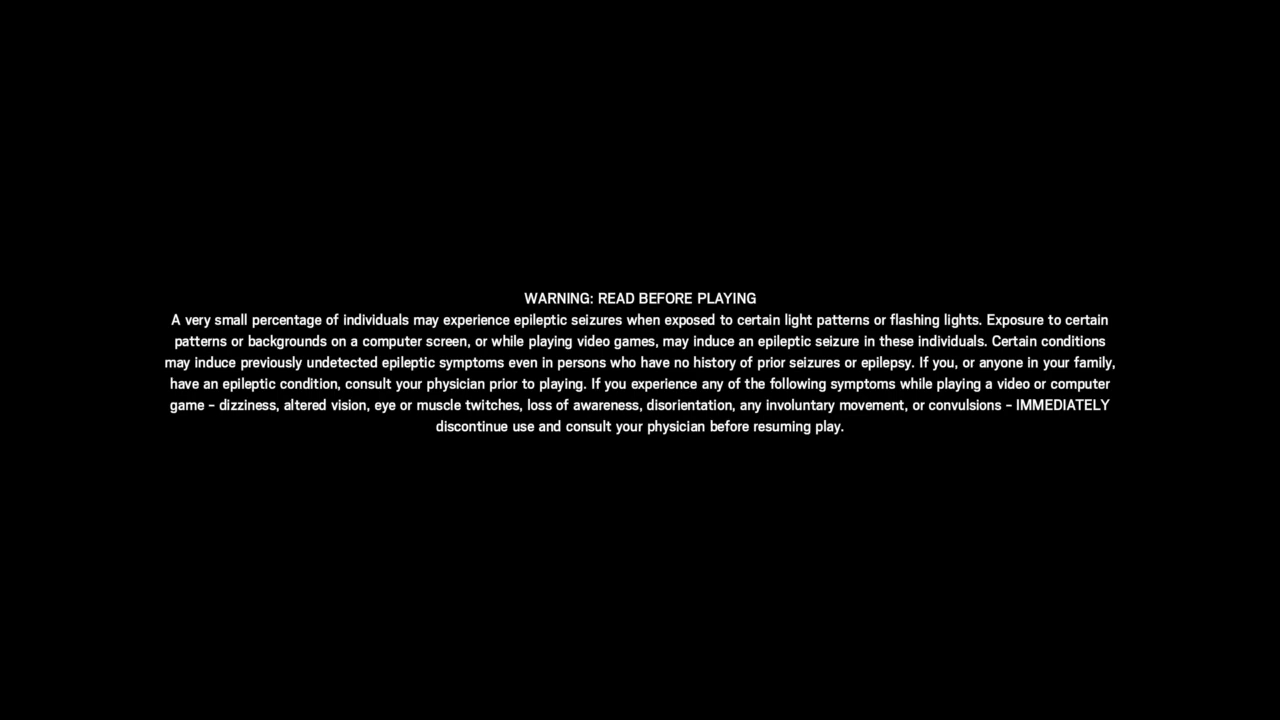 WARNING: READ BEFORE PLAYING
A very small percentage of individuals may experience epileptic seizures when exposed to certain light patterns or flashing lights. Exposure to certain
patterns or backgrounds on a computer screen, or while playing video games, may induce an epileptic seizure in these individuals. Certain conditions
may induce previously undetected epileptic symptoms even in persons who have no history of prior seizures or epilepsy. If you, or anyone in your family,
have an epileptic condition, consult your physician prior to playing. If you experience any of the following symptoms while playing a video or computer
game – dizziness, altered vision, eye or muscle twitches, loss of awareness, disorientation, any involuntary movement, or convulsions – IMMEDIATELY
discontinue use and consult your physician before resuming play.